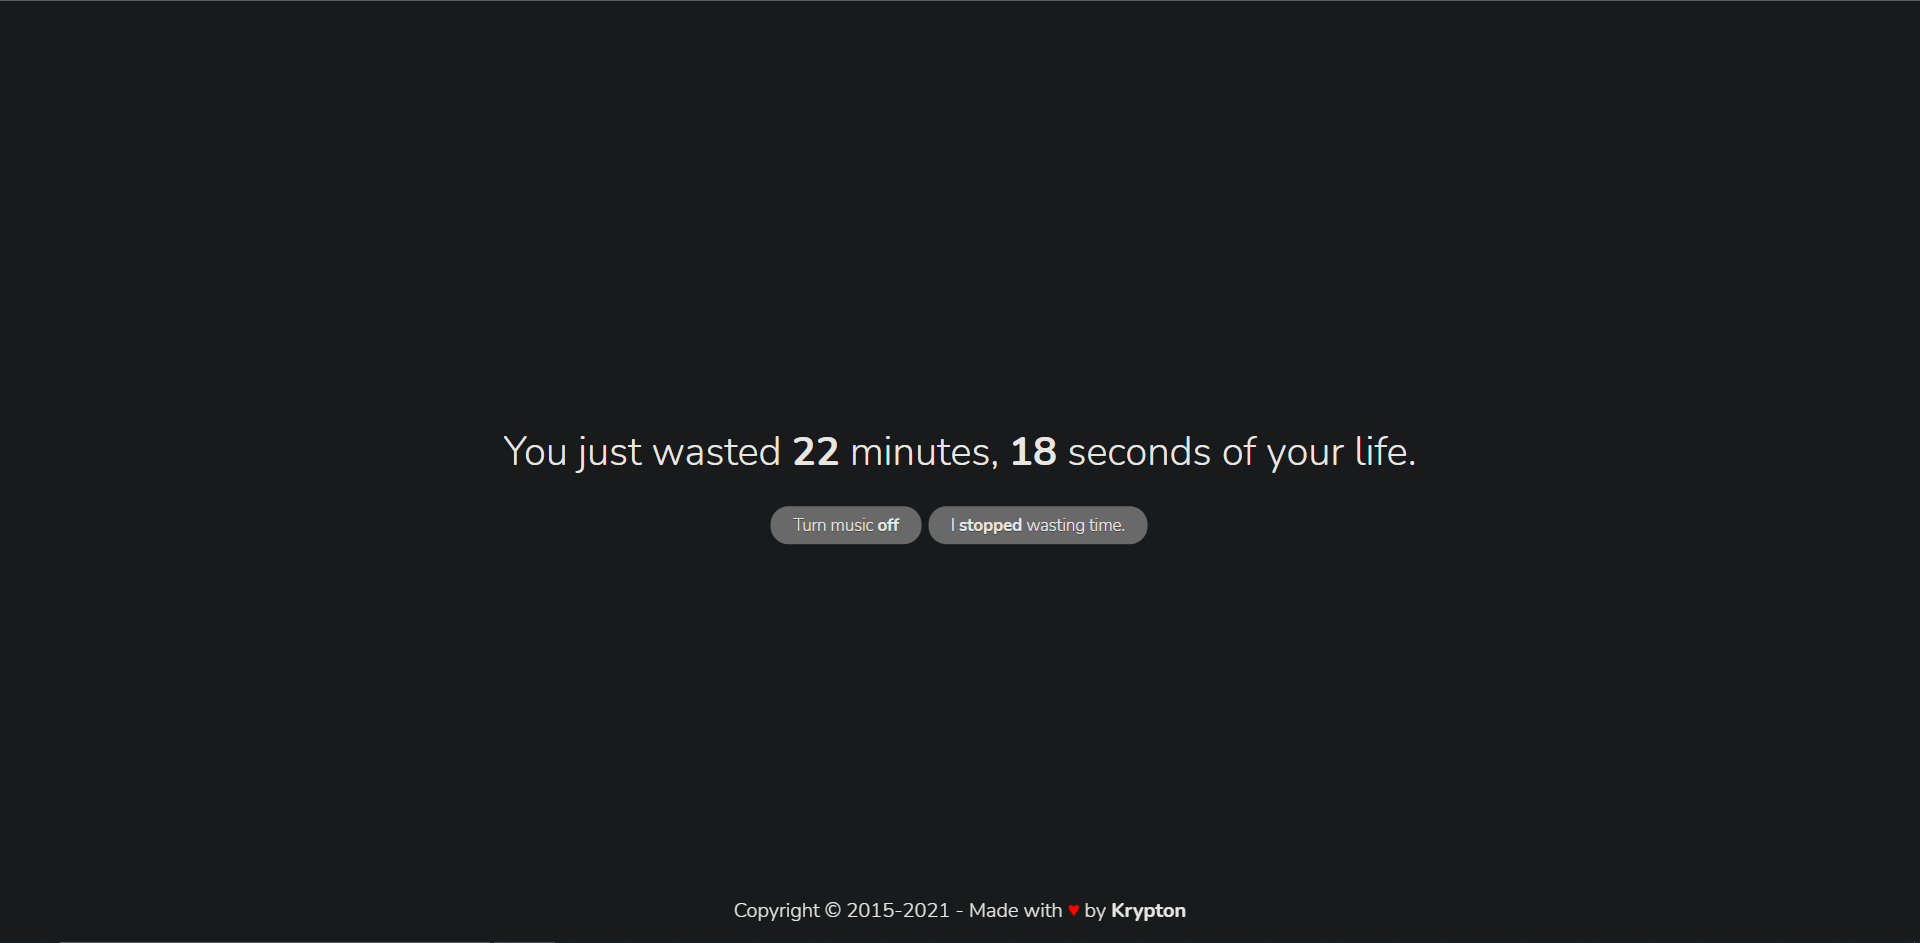 You just wasted 22 minutes, 18 seconds of your life.
Turn music off
I stopped wasting time.
Copyright © 2015-2021 - Made with ♥ by Krypton